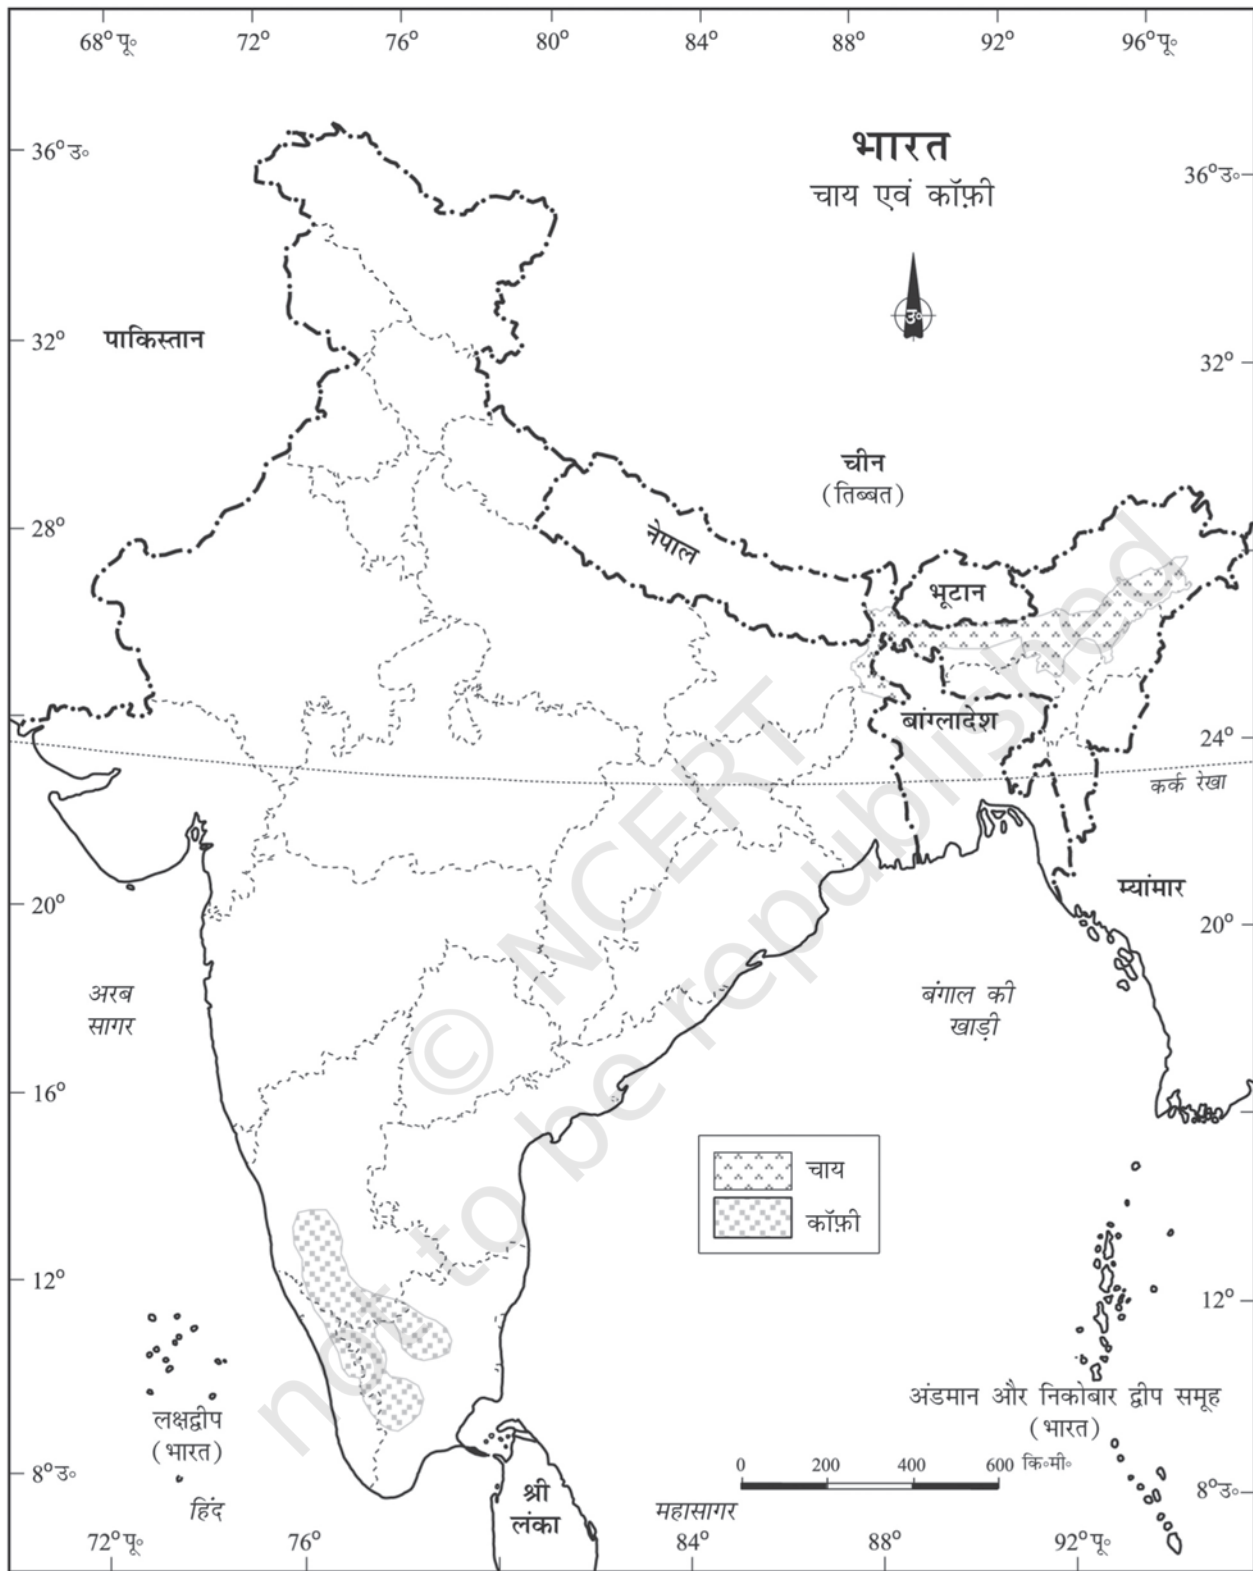 68°पू॰ 72° 76° 80° 84° 88° 92° 96°पू॰
36°उ॰
भारत
36°उ॰
चाय एवं कॉफ़ी
उ॰
पाकिस्तान
32°
32°
चीन
(तिब्बत)
28°
नेपाल
भूटान
बांग्लादेश
24°
कर्क रेखा
म्यांमार
20°
20°
अरब
सागर
बंगाल की
खाड़ी
16°
चाय
कॉफ़ी
12°
12°
लक्षद्वीप
(भारत)
अंडमान और निकोबार द्वीप समूह
(भारत)
0 200 400 600 कि॰मी॰
8°उ॰
8°उ॰
हिंद
श्री
लंका
महासागर
72°पू॰ 76° 84° 88° 92°पू॰
© NCERT
not to be republished